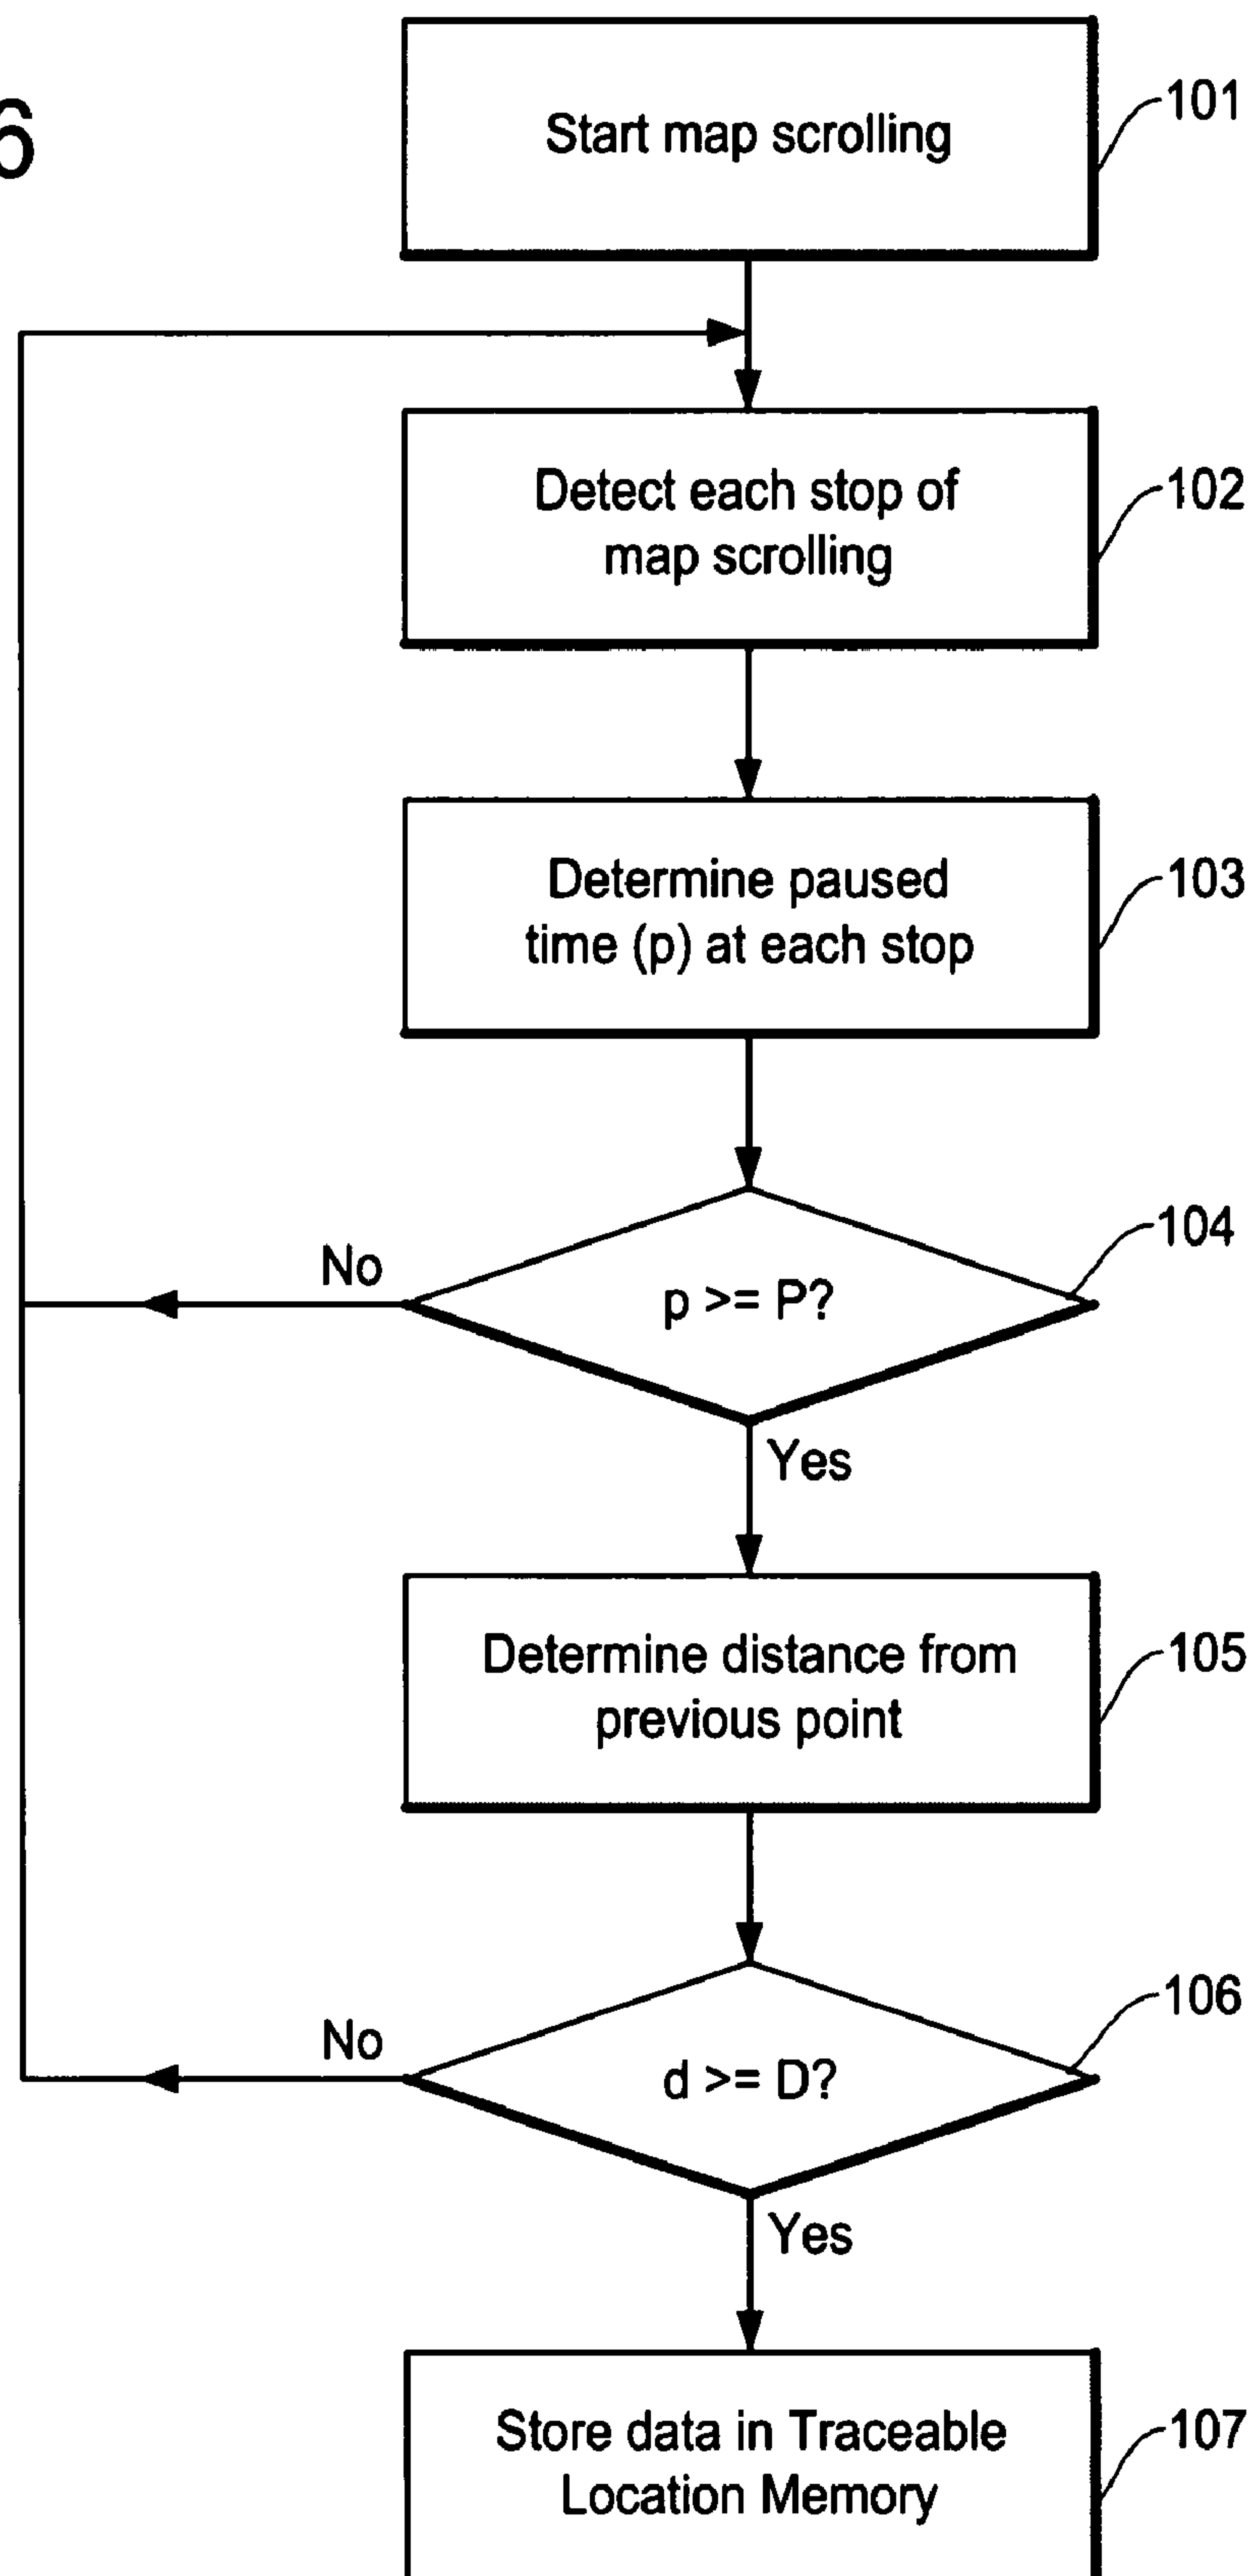 6
Start map scrolling
101
Detect each stop of
map scrolling
102
Determine paused
time (p) at each stop
103
p >= P?
104
No
Yes
Determine distance from
previous point
105
d >= D?
106
No
Yes
Store data in Traceable
Location Memory
107